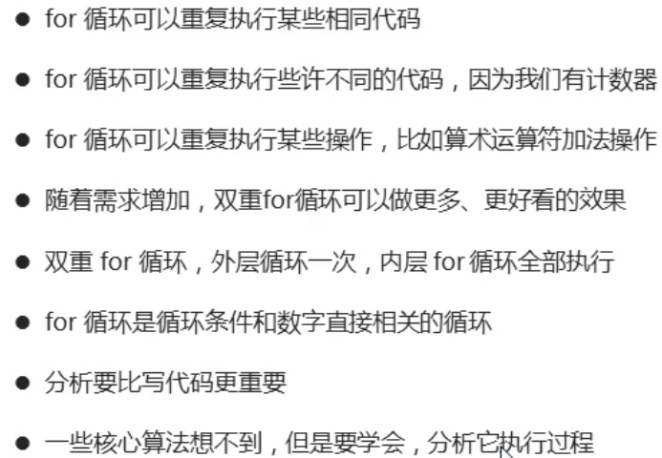 ● for 循环可以重复执行某些相同代码
● for 循环可以重复执行些许不同的代码，因为我们有计数器
● for 循环可以重复执行某些操作，比如算术运算符加法操作
● 随着需求增加，双重for循环可以做更多、更好看的效果
● 双重 for 循环，外层循环一次，内层 for 循环全部执行
● for 循环是循环条件和数字直接相关的循环
● 分析要比写代码更重要
● 一些核心算法想不到，但是要学会，分析它执行过程